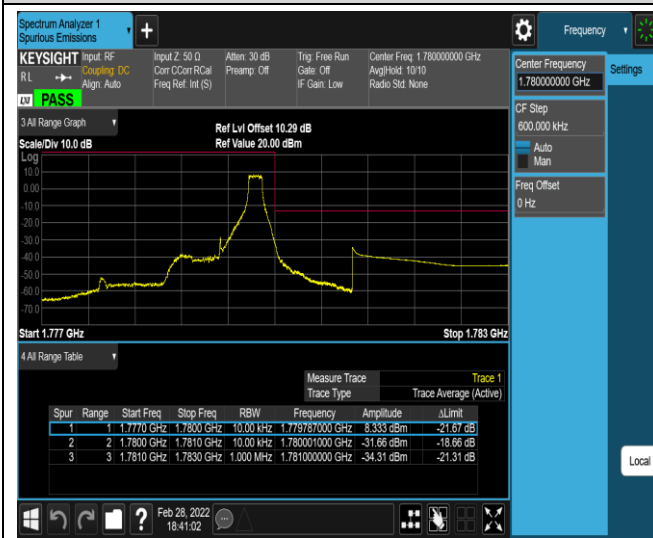 Spectrum Analyzer 1
Spurious Emissions
+
Frequency
KEYSIGHT
RL
Input: RF
Coupling: DC
Align: Auto
Input Z: 50 Ω
Corr CCorr RCal
Freq Ref: Int (S)
Atten: 30 dB
Preamp: Off
Trig: Free Run
Gate: Off
IF Gain: Low
Center Freq: 1.780000000 GHz
Avg|Hold: 10/10
Radio Std: None
LXI PASS
Center Frequency
1.780000000 GHz
Settings
CF Step
600.000 kHz
Auto
Man
Freq Offset
0 Hz
3 All Range Graph
Scale/Div 10.0 dB
Ref Lvl Offset 10.29 dB
Ref Value 20.00 dBm
Log
10.0
0.00
-10.0
-20.0
-30.0
-40.0
-50.0
-60.0
-70.0
Start 1.777 GHz Stop 1.783 GHz
4 All Range Table
Measure Trace Trace 1
Trace Type Trace Average (Active)
Spur Range Start Freq Stop Freq RBW Frequency Amplitude ΔLimit
1 1 1.7770 GHz 1.7800 GHz 10.00 kHz 1.779787000 GHz 8.333 dBm -21.67 dB
2 2 1.7800 GHz 1.7810 GHz 10.00 kHz 1.780001000 GHz -31.66 dBm -18.66 dB
3 3 1.7810 GHz 1.7830 GHz 1.000 MHz 1.781000000 GHz -34.31 dBm -21.31 dB
Local
?
Feb 28, 2022
18:41:02